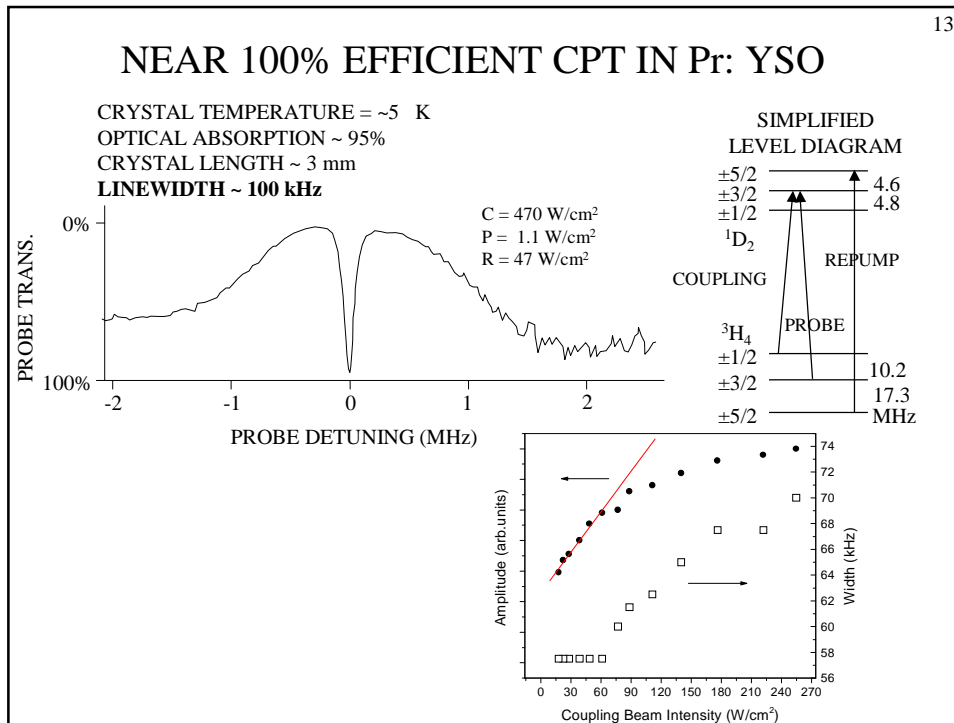 13
NEAR 100% EFFICIENT CPT IN Pr: YSO
CRYSTAL TEMPERATURE = ~5 K
OPTICAL ABSORPTION ~ 95%
CRYSTAL LENGTH ~ 3 mm
LINEWIDTH ~ 100 kHz
C = 470 W/cm²
P = 1.1 W/cm²
R = 47 W/cm²
0%
100%
PROBE TRANS.
-2 -1 0 1 2
PROBE DETUNING (MHz)
SIMPLIFIED
LEVEL DIAGRAM
±5/2
±3/2 4.6
±1/2 4.8
¹D₂
REPUMP
COUPLING
³H₄ PROBE
±1/2
±3/2 10.2
17.3
±5/2 MHz
Amplitude (arb.units)
74
72
70
68
66
64
62
60
58
56
Width (kHz)
0 30 60 90 120 150 180 210 240 270
Coupling Beam Intensity (W/cm²)